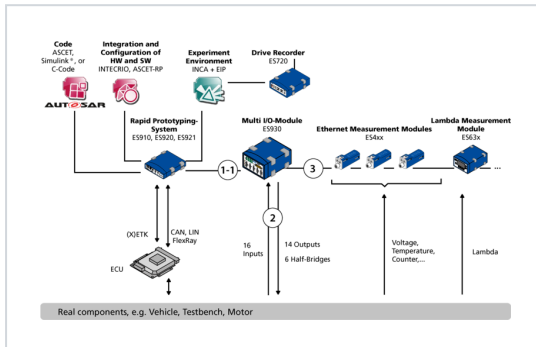 Code
ASCET,
Simulink®, or
C-Code
AUTOSAR
Integration and
Configuration of
HW and SW
INTECRIO, ASCET-RP
Experiment
Environment
INCA + EIP
Drive Recorder
ES720
Rapid Prototyping-
System
ES910, ES920, ES921
Multi I/O-Module
ES930
Ethernet Measurement Modules
ES4xx
Lambda Measurement
Module
ES63x
1-1
3
...
2
(X)ETK
CAN, LIN
FlexRay
ECU
16
Inputs
14 Outputs
6 Half-Bridges
Voltage,
Temperature,
Counter,...
Lambda
Real components, e.g. Vehicle, Testbench, Motor